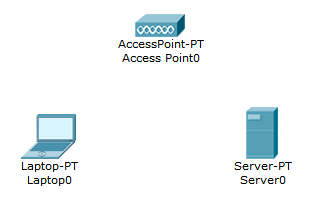 AccessPoint-PT
Access Point0
Laptop-PT
Laptop0
Server-PT
Server0